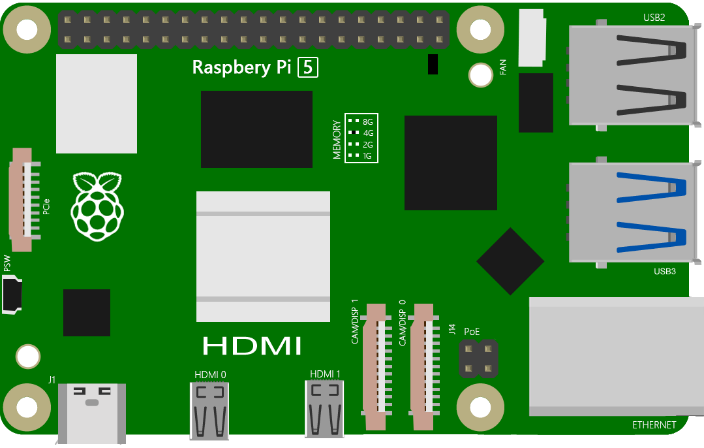 USB2
FAN
Raspbery Pi 5
MEMORY
8G
4G
2G
1G
PCIe
PSW
USB3
CAM/DISP 1
CAM/DISP 0
J14
PoE
HDMI
J1
HDMI 0
HDMI 1
ETHERNET